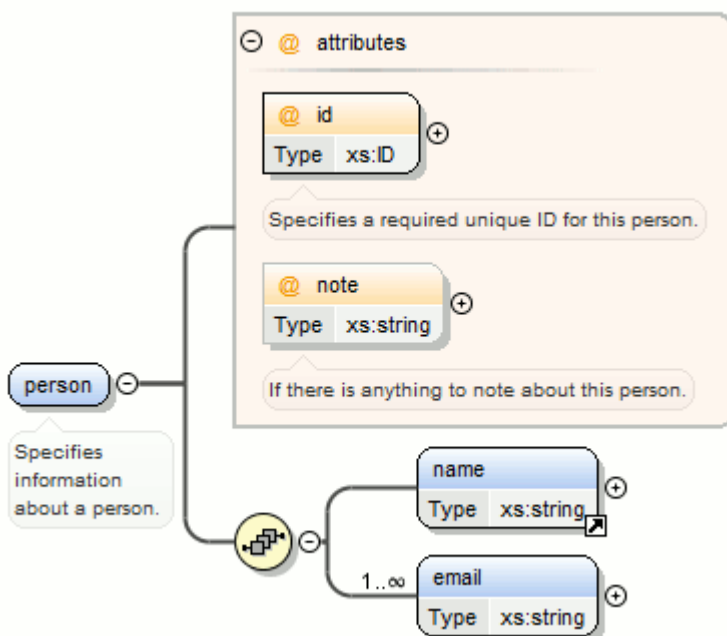 @ attributes
@ id
Type xs:ID
Specifies a required unique ID for this person.
@ note
Type xs:string
If there is anything to note about this person.
person
Specifies
information
about a person.
name
Type xs:string
1..∞
email
Type xs:string